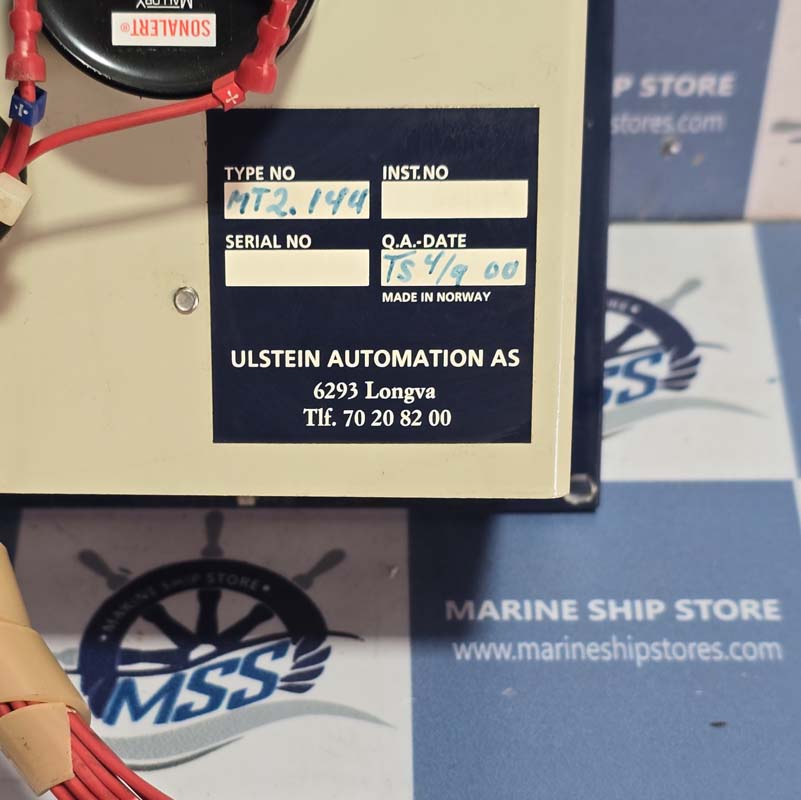 MALLORY
SONALERT®
P STORE
stores.com
TYPE NO
INST.NO
MT2.144
SERIAL NO
Q.A.-DATE
TS 4/9 00
MADE IN NORWAY
ULSTEIN AUTOMATION AS
6293 Longva
Tlf. 70 20 82 00
SS
MARINE SHIP STORE
MSS
MARINE SHIP STORE
www.marineshipstores.com